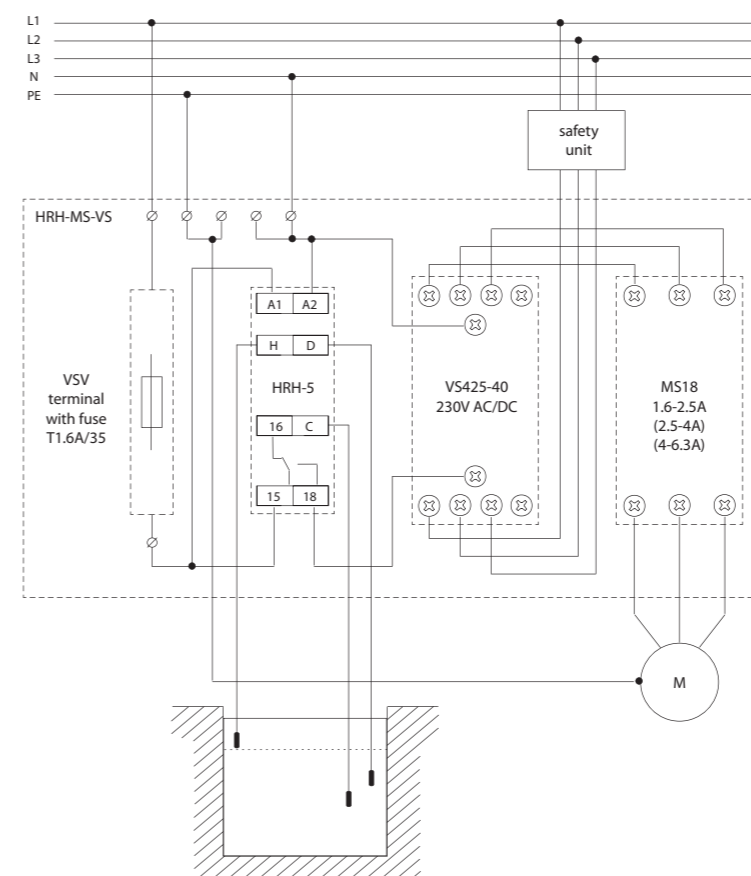 L1
L2
L3
N
PE
safety
unit
HRH-MS-VS
A1 A2
H D
HRH-5
16 C
15 18
VSV
terminal
with fuse
T1.6A/35
VS425-40
230V AC/DC
MS18
1.6-2.5A
(2.5-4A)
(4-6.3A)
M